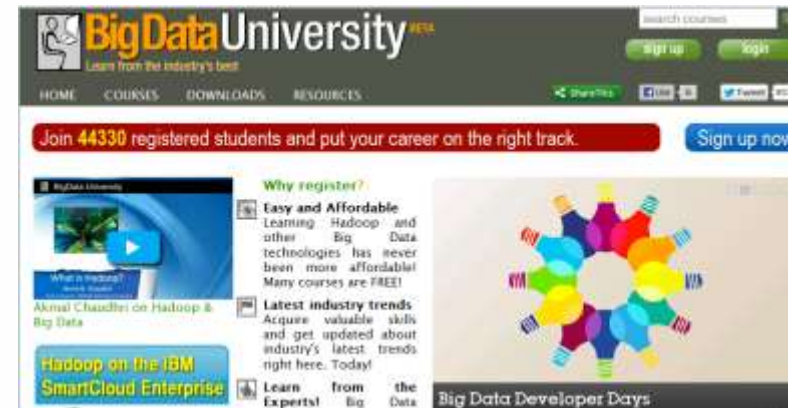 BigDataUniversity BETA
Learn from the industry's best
search courses
sign up login
HOME COURSES DOWNLOADS RESOURCES
ShareThis Like Tweet
Join 44330 registered students and put your career on the right track.
Sign up now
BigData University
What is Hadoop?
Akmal Chaudhri on Hadoop &
Big Data
Hadoop on the IBM
SmartCloud Enterprise
Why register?
Easy and Affordable
Learning Hadoop and
other Big Data
technologies has never
been more affordable!
Many courses are FREE!
Latest industry trends
Acquire valuable skills
and get updated about
industry's latest trends
right here. Today!
Learn from the
Experts! Big Data
Big Data Developer Days